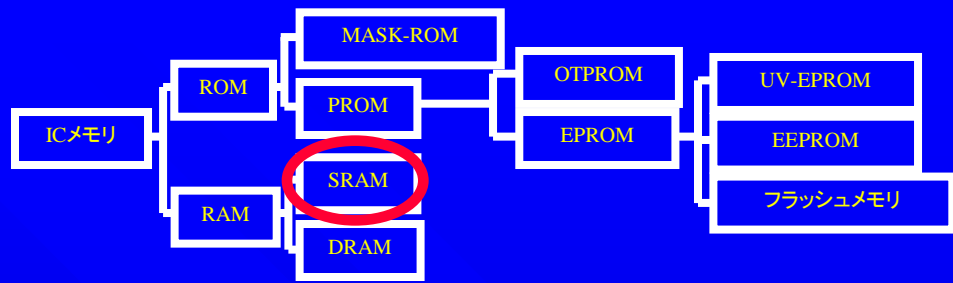 ICメモリ
ROM
MASK-ROM
PROM
OTPROM
EPROM
UV-EPROM
EEPROM
フラッシュメモリ
RAM
SRAM
DRAM